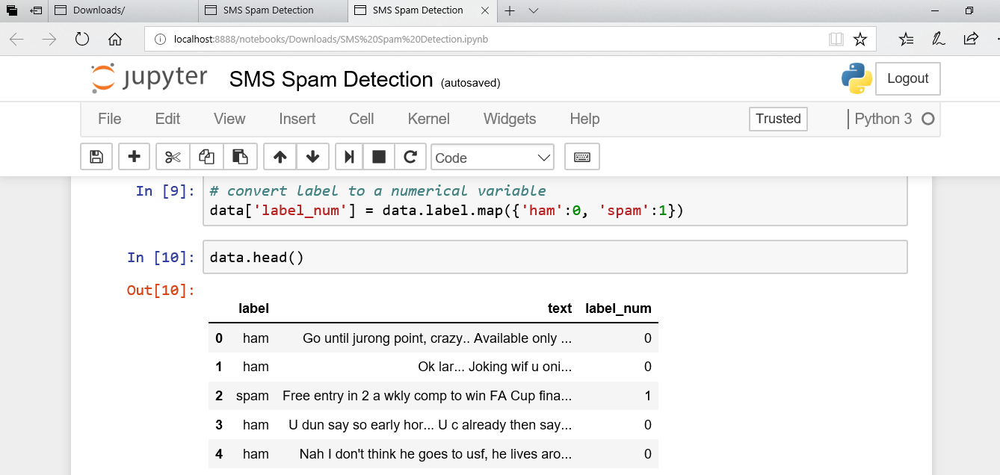 Downloads/ SMS Spam Detection SMS Spam Detection
localhost:8888/notebooks/Downloads/SMS%20Spam%20Detection.ipynb
jupyter SMS Spam Detection (autosaved) Logout
File Edit View Insert Cell Kernel Widgets Help Trusted Python 3
Code
In [9]: # convert label to a numerical variable
data['label_num'] = data.label.map({'ham':0, 'spam':1})
In [10]: data.head()
Out[10]:
label text label_num
0 ham Go until jurong point, crazy.. Available only ... 0
1 ham Ok lar... Joking wif u oni... 0
2 spam Free entry in 2 a wkly comp to win FA Cup fina... 1
3 ham U dun say so early hor... U c already then say... 0
4 ham Nah I don't think he goes to usf, he lives aro... 0